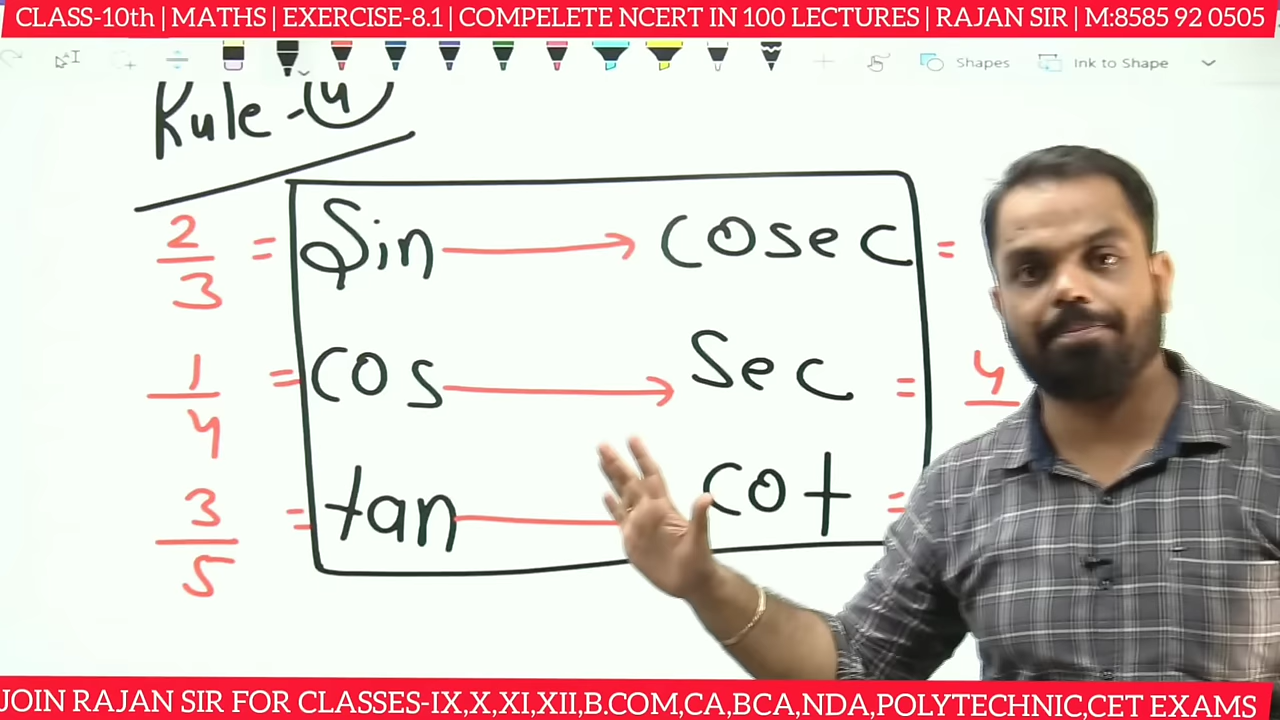 CLASS-10th | MATHS | EXERCISE-8.1 | COMPELETE NCERT IN 100 LECTURES | RAJAN SIR | M:8585 92 0505
Shapes Ink to Shape
Rule-(4)
2/3 = Sin → cosec =
1/4 = cos → Sec = 4
3/5 = tan cot =
JOIN RAJAN SIR FOR CLASSES-IX,X,XI,XII,B.COM,CA,BCA,NDA,POLYTECHNIC,CET EXAMS